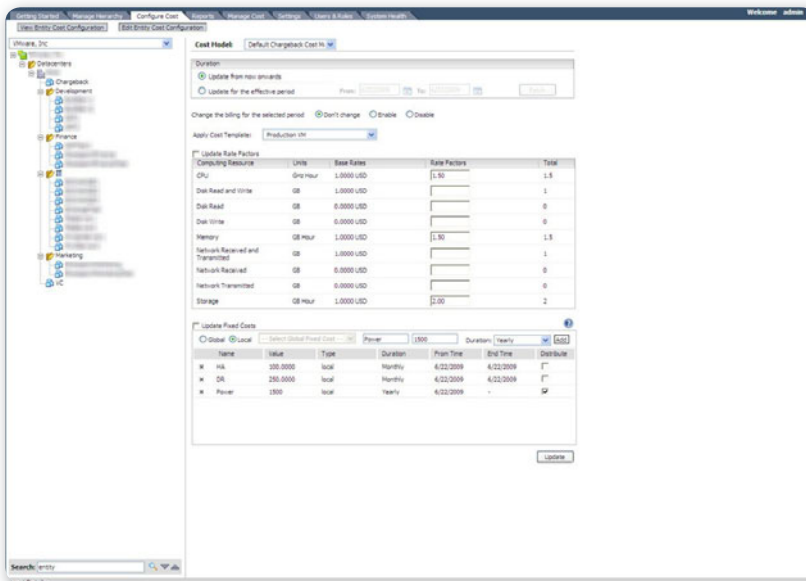 Getting Started Manage Hierarchy Configure Cost Reports Manage Cost Settings Users & Roles System Health Welcome admin
View Entity Cost Configuration Edit Entity Cost Configuration
VMware, Inc
Datacenters
Chargeback
Development
Finance
IT
Marketing
VC
Search: entity
Cost Model: Default Chargeback Cost Mo
Duration
Update from now onwards
Update for the effective period From: To:
Change the billing for the selected period Don't change Enable Disable
Apply Cost Template: Production VM
Update Rate Factors
Computing Resource Units Base Rates Rate Factors Total
CPU GHz Hour 1.0000 USD 1.50 1.5
Disk Read and Write GB 1.0000 USD 1
Disk Read GB 0.0000 USD 0
Disk Write GB 0.0000 USD 0
Memory GB Hour 1.0000 USD 1.50 1.5
Network Received and Transmitted GB 1.0000 USD 1
Network Received GB 0.0000 USD 0
Network Transmitted GB 0.0000 USD 0
Storage GB Hour 1.0000 USD 2.00 2
Update Fixed Costs
Global Local -- Select Global Fixed Cost -- Power 1500 Duration: Yearly Add
Name Value Type Duration From Time End Time Distribute
HA 100.0000 local Monthly 6/22/2009 6/22/2009
DR 250.0000 local Monthly 6/22/2009 6/22/2009
Power 1500 local Yearly 6/22/2009 -
Update